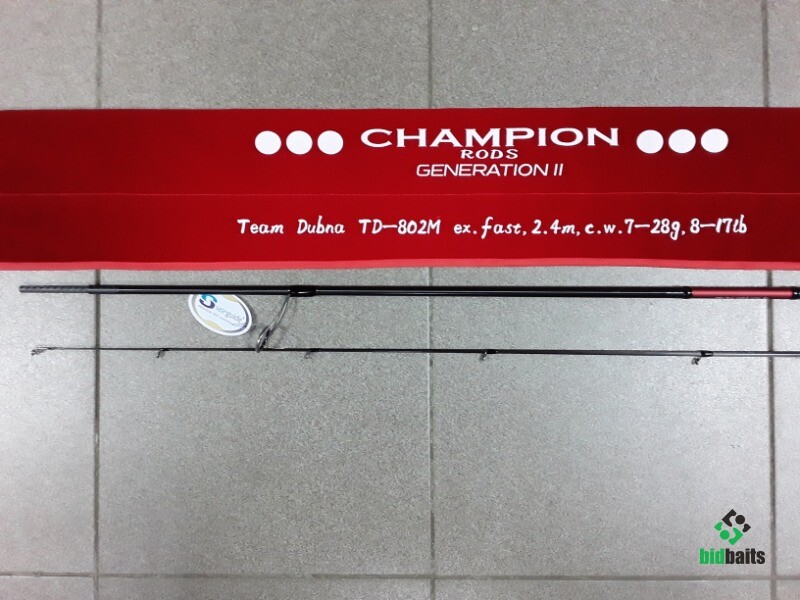 CHAMPION
RODS
GENERATION II
Team Dubna TD-802M ex.fast, 2.4m, c.w.7-28g, 8-17lb
bidbaits